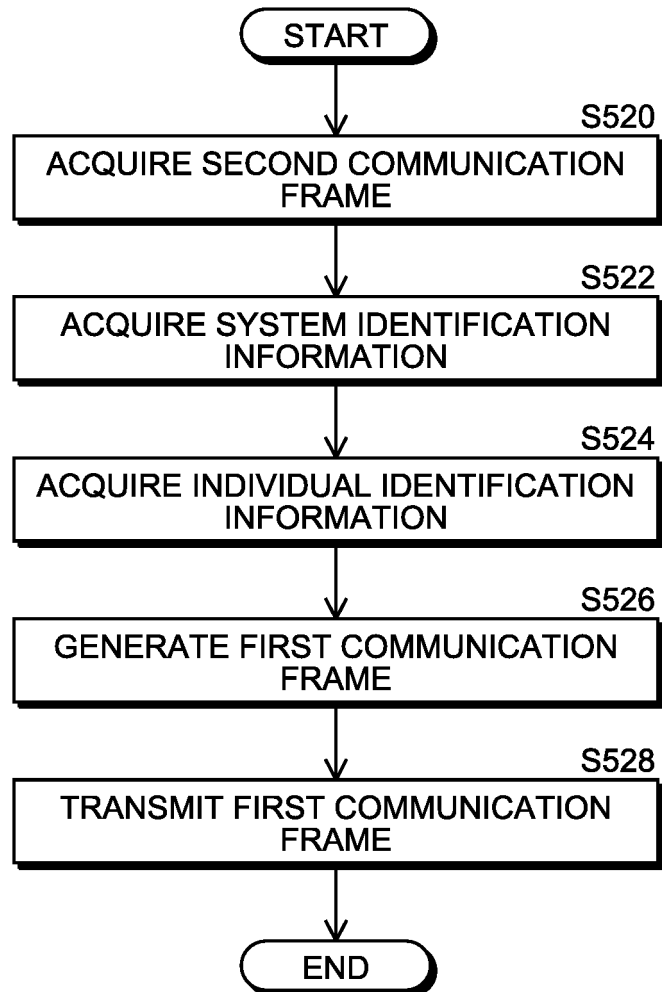 START
S520
ACQUIRE SECOND COMMUNICATION
FRAME
S522
ACQUIRE SYSTEM IDENTIFICATION
INFORMATION
S524
ACQUIRE INDIVIDUAL IDENTIFICATION
INFORMATION
S526
GENERATE FIRST COMMUNICATION
FRAME
S528
TRANSMIT FIRST COMMUNICATION
FRAME
END